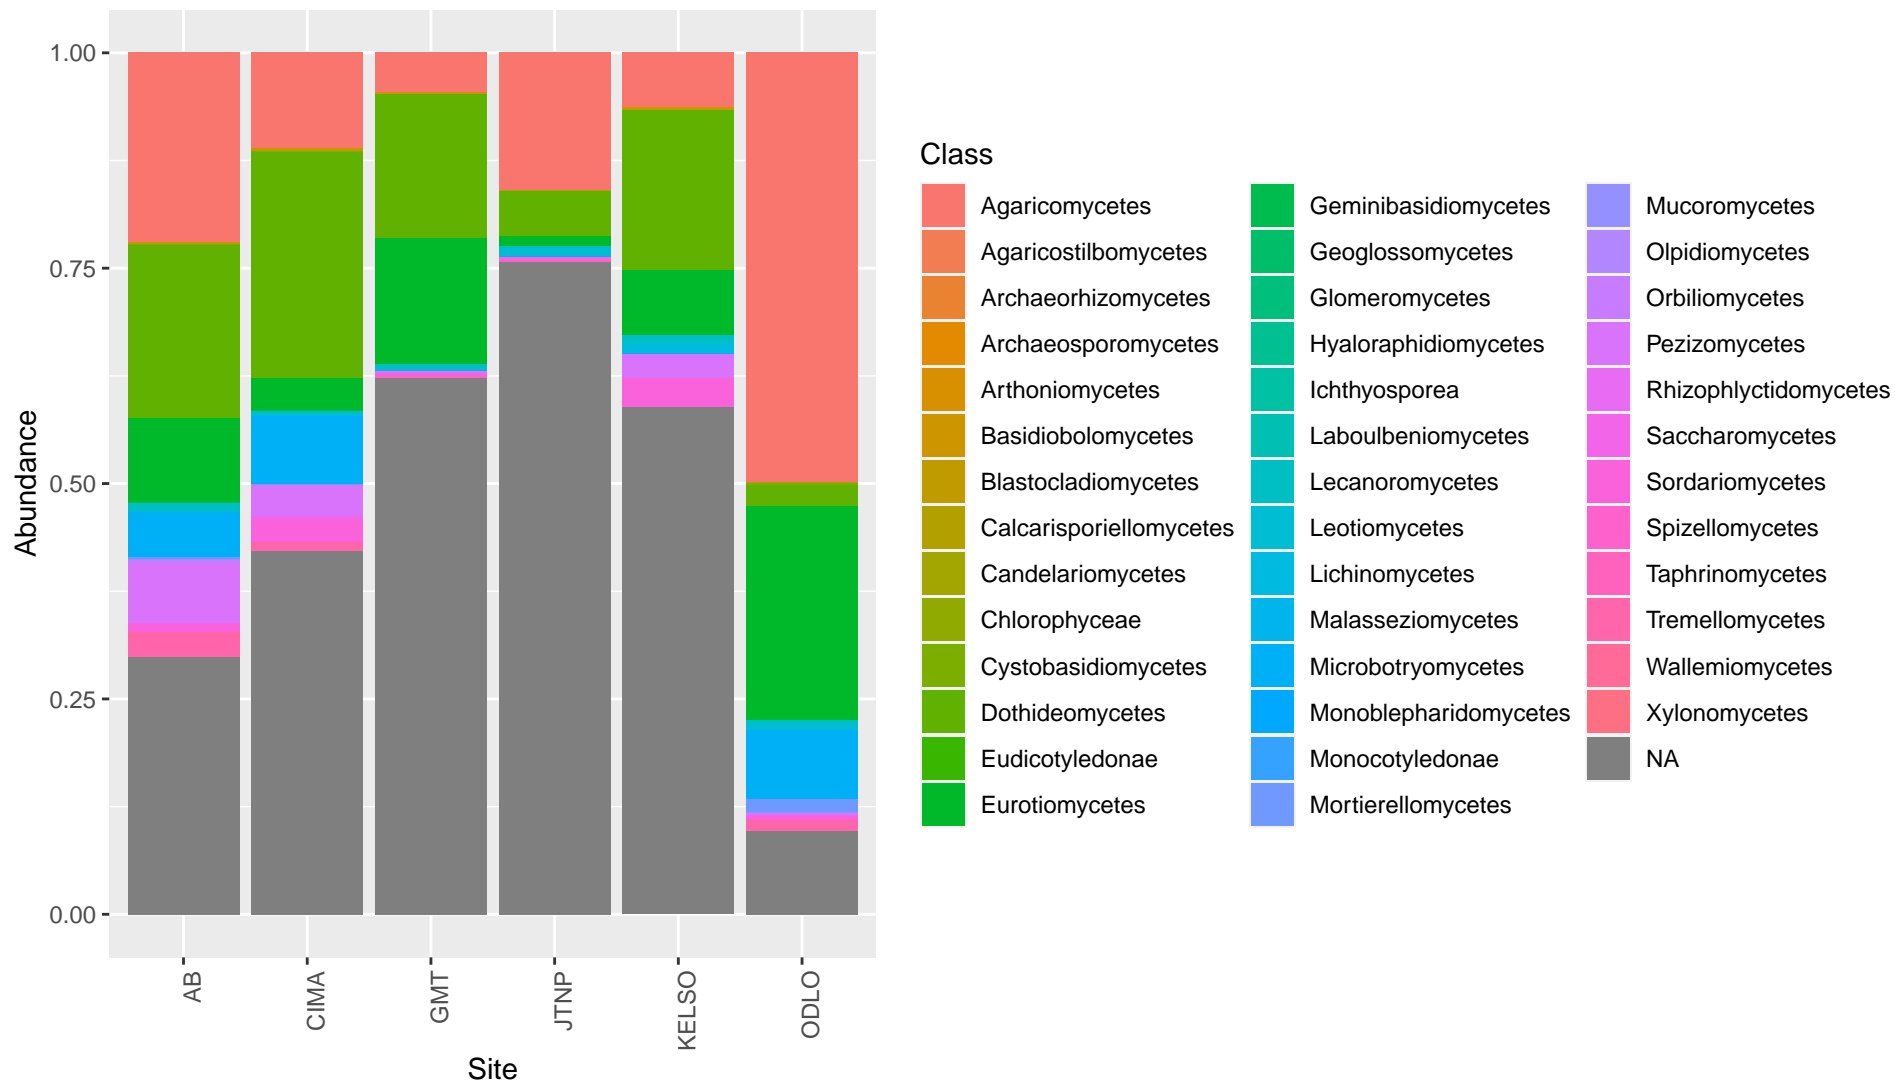 1.00
0.75
0.50
0.25
0.00
Abundance
AB
CIMA
GMT
JTNP
KELSO
ODLO
Site
Class
Agaricomycetes
Agaricostilbomycetes
Archaeorhizomycetes
Archaeosporomycetes
Arthoniomycetes
Basidiobolomycetes
Blastocladiomycetes
Calcarisporiellomycetes
Candelariomycetes
Chlorophyceae
Cystobasidiomycetes
Dothideomycetes
Eudicotyledonae
Eurotiomycetes
Geminibasidiomycetes
Geoglossomycetes
Glomeromycetes
Hyaloraphidiomycetes
Ichthyosporea
Laboulbeniomycetes
Lecanoromycetes
Leotiomycetes
Lichinomycetes
Malasseziomycetes
Microbotryomycetes
Monoblepharidomycetes
Monocotyledonae
Mortierellomycetes
Mucoromycetes
Olpidiomycetes
Orbiliomycetes
Pezizomycetes
Rhizophlyctidomycetes
Saccharomycetes
Sordariomycetes
Spizellomycetes
Taphrinomycetes
Tremellomycetes
Wallemiomycetes
Xylonomycetes
NA